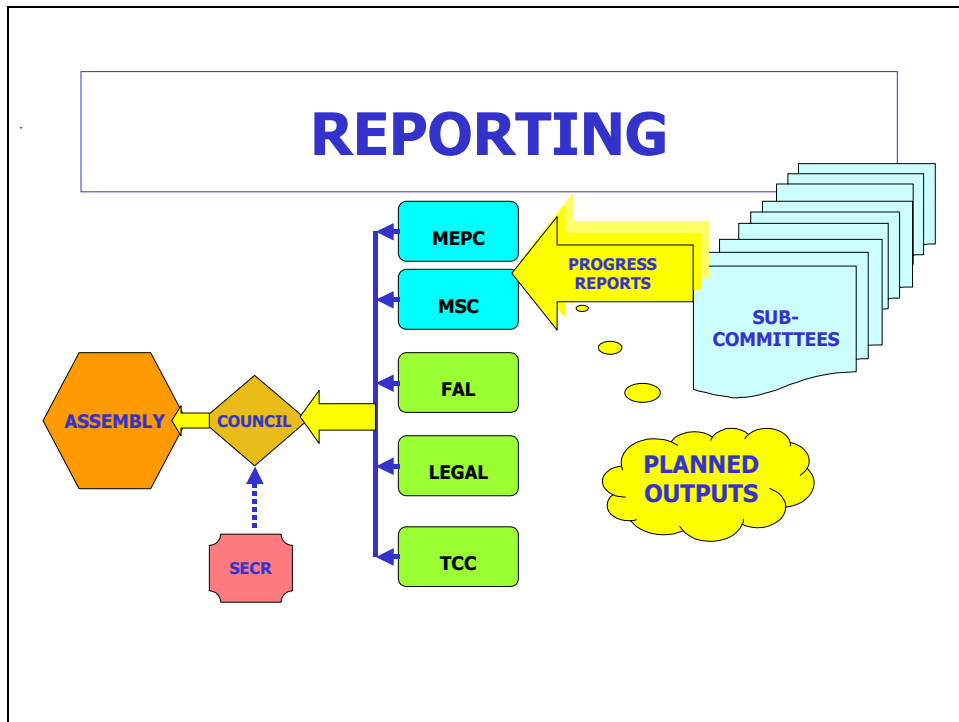 REPORTING
MEPC
MSC
FAL
LEGAL
TCC
PROGRESS
REPORTS
SUB-
COMMITTEES
ASSEMBLY
COUNCIL
SECR
PLANNED
OUTPUTS